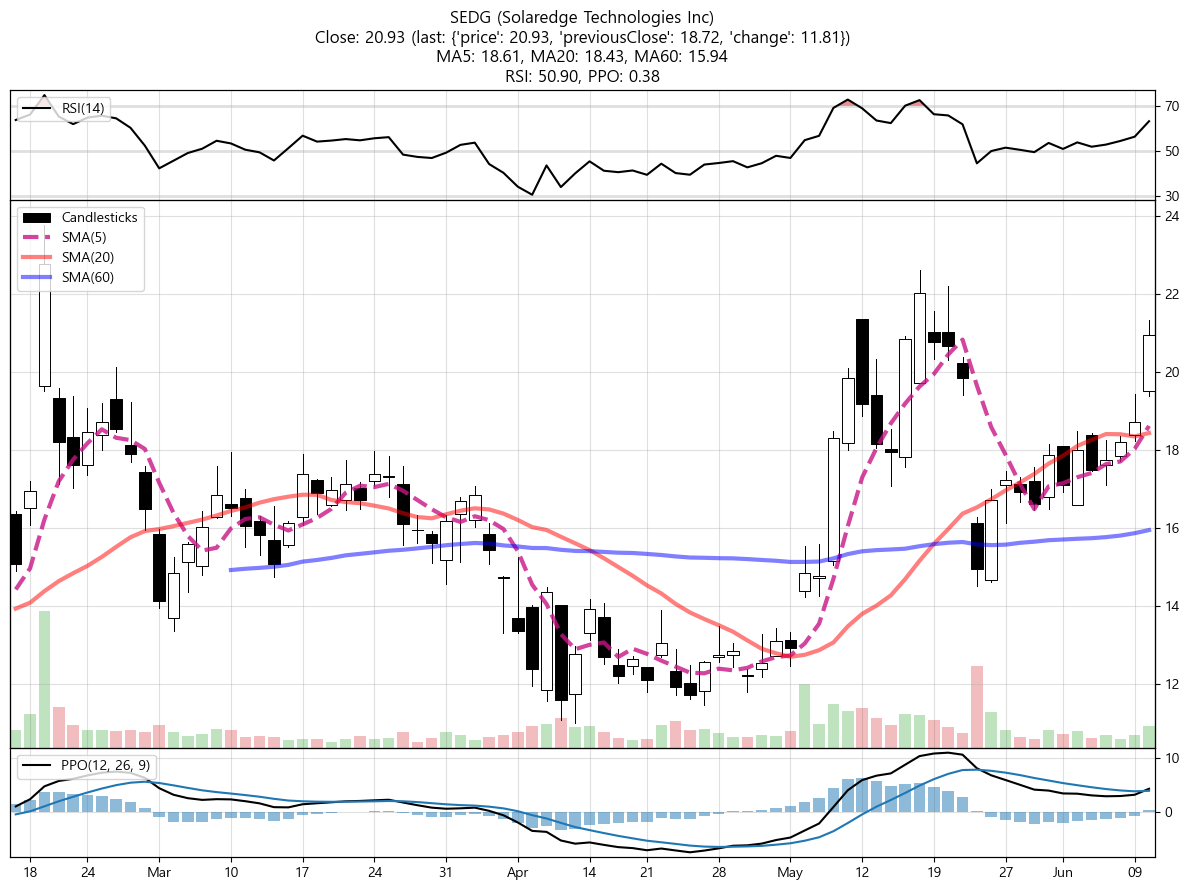 SEDG (Solaredge Technologies Inc)
Close: 20.93 (last: {'price': 20.93, 'previousClose': 18.72, 'change': 11.81})
MA5: 18.61, MA20: 18.43, MA60: 15.94
RSI: 50.90, PPO: 0.38
RSI(14)
70
50
30
Candlesticks
SMA(5)
SMA(20)
SMA(60)
24
22
20
18
16
14
12
PPO(12, 26, 9)
10
0
18 24 Mar 10 17 24 31 Apr 14 21 28 May 12 19 27 Jun 09